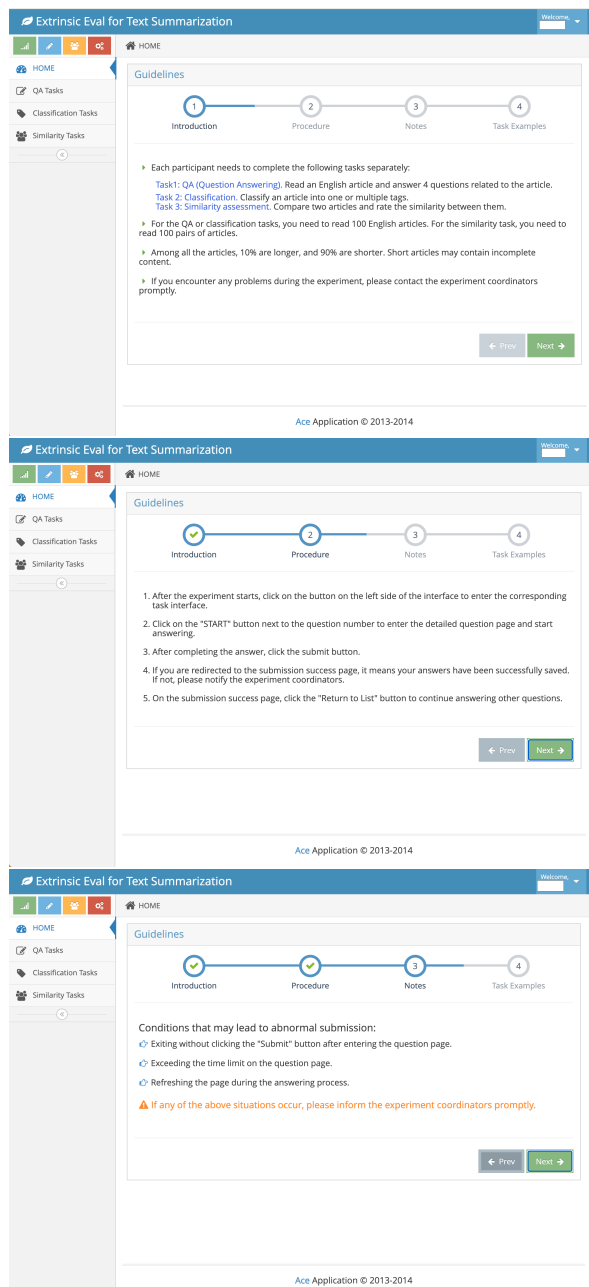 Extrinsic Eval for Text Summarization
Welcome,
HOME
HOME
QA Tasks
Classification Tasks
Similarity Tasks
Guidelines
1
2
3
4
Introduction
Procedure
Notes
Task Examples
Each participant needs to complete the following tasks separately:
Task1: QA (Question Answering). Read an English article and answer 4 questions related to the article.
Task 2: Classification. Classify an article into one or multiple tags.
Task 3: Similarity assessment. Compare two articles and rate the similarity between them.
For the QA or classification tasks, you need to read 100 English articles. For the similarity task, you need to
read 100 pairs of articles.
Among all the articles, 10% are longer, and 90% are shorter. Short articles may contain incomplete
content.
If you encounter any problems during the experiment, please contact the experiment coordinators
promptly.
← Prev
Next →
Ace Application © 2013-2014
Extrinsic Eval for Text Summarization
Welcome,
HOME
HOME
QA Tasks
Classification Tasks
Similarity Tasks
Guidelines
2
3
4
Introduction
Procedure
Notes
Task Examples
1. After the experiment starts, click on the button on the left side of the interface to enter the corresponding
task interface.
2. Click on the "START" button next to the question number to enter the detailed question page and start
answering.
3. After completing the answer, click the submit button.
4. If you are redirected to the submission success page, it means your answers have been successfully saved.
If not, please notify the experiment coordinators.
5. On the submission success page, click the "Return to List" button to continue answering other questions.
← Prev
Next →
Ace Application © 2013-2014
Extrinsic Eval for Text Summarization
Welcome,
HOME
HOME
QA Tasks
Classification Tasks
Similarity Tasks
Guidelines
3
4
Introduction
Procedure
Notes
Task Examples
Conditions that may lead to abnormal submission:
Exiting without clicking the "Submit" button after entering the question page.
Exceeding the time limit on the question page.
Refreshing the page during the answering process.
If any of the above situations occur, please inform the experiment coordinators promptly.
← Prev
Next →
Ace Application © 2013-2014